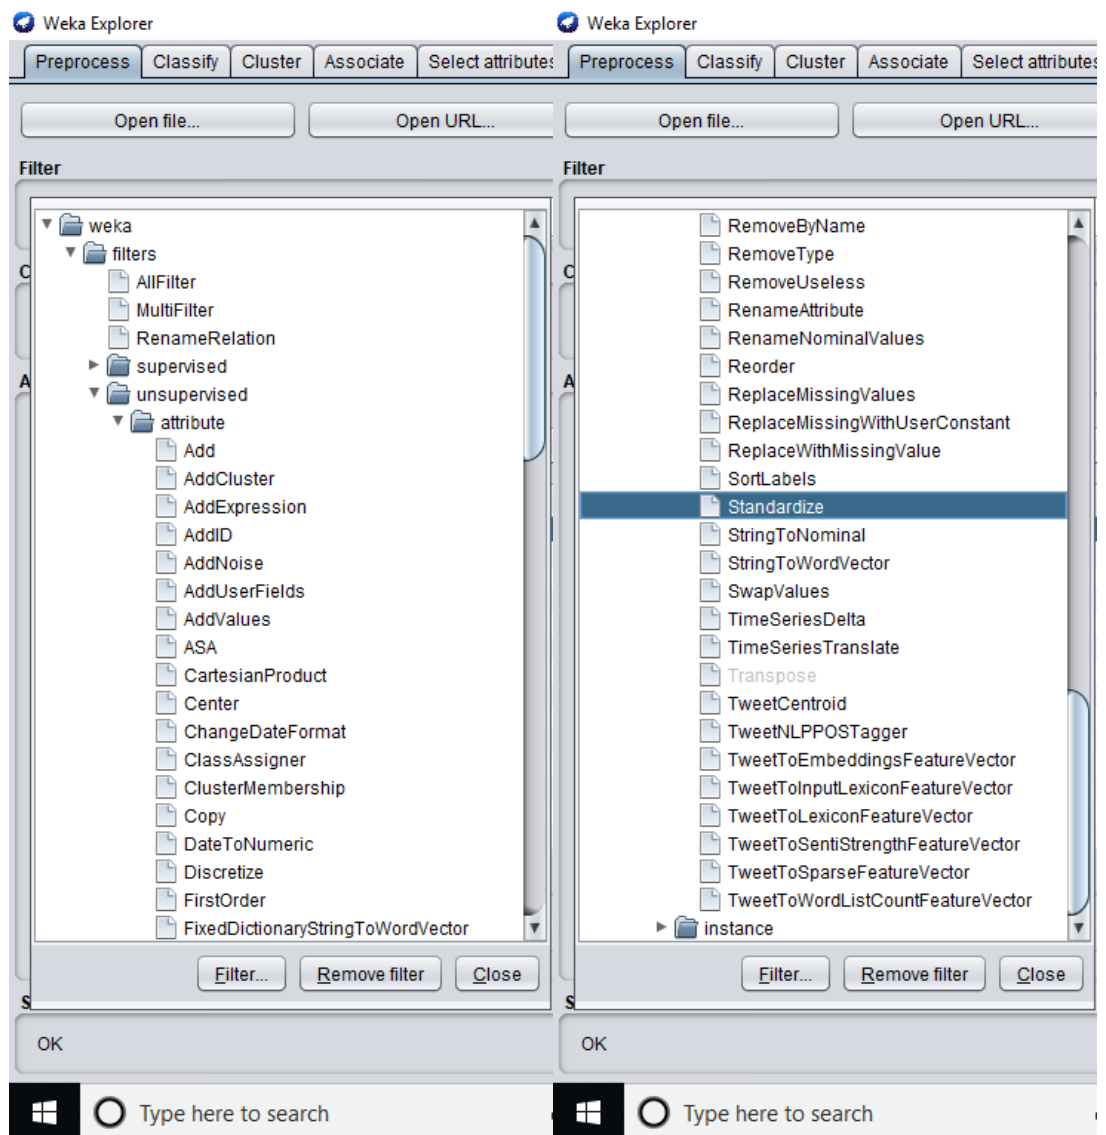 Weka Explorer
Preprocess Classify Cluster Associate Select attributes
Open file... Open URL...
Filter
weka
filters
AllFilter
MultiFilter
RenameRelation
supervised
unsupervised
attribute
Add
AddCluster
AddExpression
AddID
AddNoise
AddUserFields
AddValues
ASA
CartesianProduct
Center
ChangeDateFormat
ClassAssigner
ClusterMembership
Copy
DateToNumeric
Discretize
FirstOrder
FixedDictionaryStringToWordVector
Filter... Remove filter Close
OK
Type here to search
Weka Explorer
Preprocess Classify Cluster Associate Select attributes
Open file... Open URL...
Filter
RemoveByName
RemoveType
RemoveUseless
RenameAttribute
RenameNominalValues
Reorder
ReplaceMissingValues
ReplaceMissingWithUserConstant
ReplaceWithMissingValue
SortLabels
Standardize
StringToNominal
StringToWordVector
SwapValues
TimeSeriesDelta
TimeSeriesTranslate
Transpose
TweetCentroid
TweetNLPPOSTagger
TweetToEmbeddingsFeatureVector
TweetToInputLexiconFeatureVector
TweetToLexiconFeatureVector
TweetToSentiStrengthFeatureVector
TweetToSparseFeatureVector
TweetToWordListCountFeatureVector
instance
Filter... Remove filter Close
OK
Type here to search